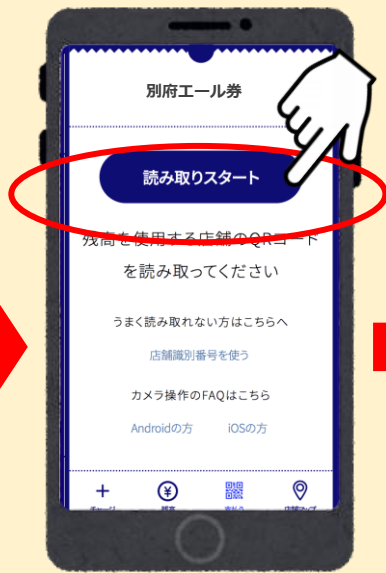 別府エール券
読み取りスタート
残高を使用する店舗のQRコード
を読み取ってください
うまく読み取れない方はこちらへ
店舗識別番号を使う
カメラ操作のFAQはこちら
Androidの方 iOSの方